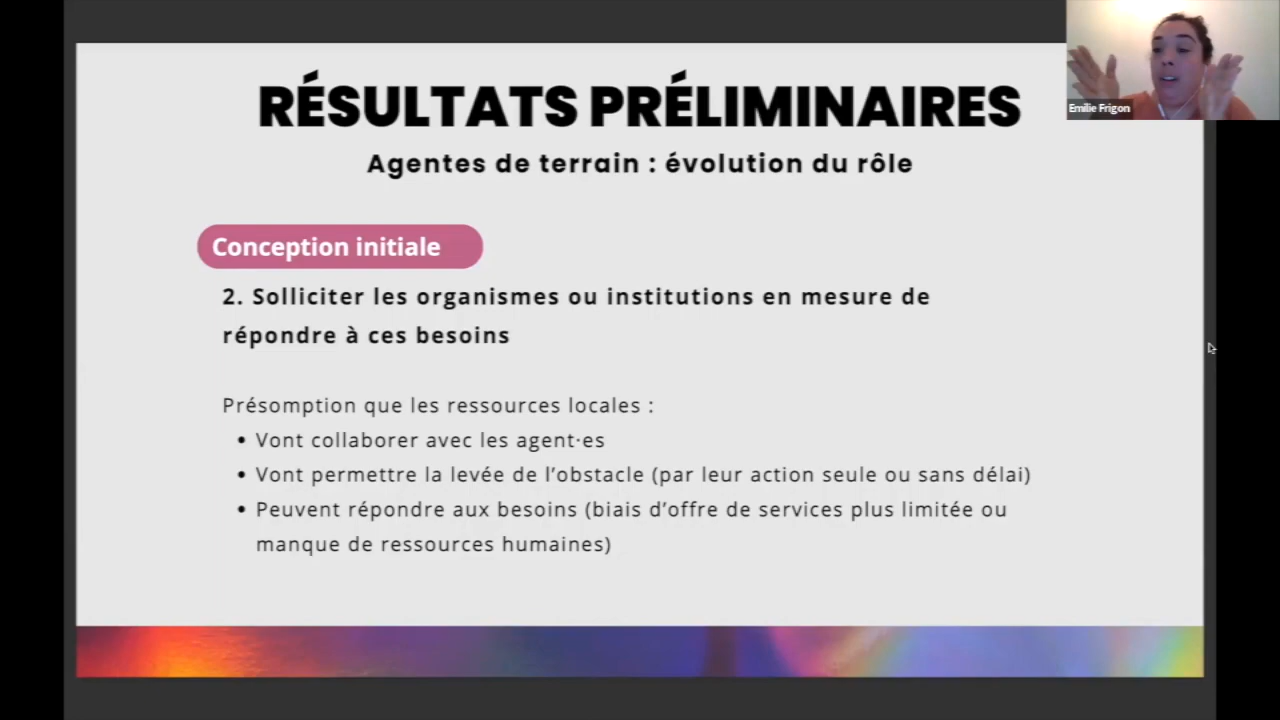 RÉSULTATS PRÉLIMINAIRES
Emilie Frigon
Agentes de terrain : évolution du rôle
Conception initiale
2. Solliciter les organismes ou institutions en mesure de
répondre à ces besoins
Présomption que les ressources locales :
• Vont collaborer avec les agent·es
• Vont permettre la levée de l’obstacle (par leur action seule ou sans délai)
• Peuvent répondre aux besoins (biais d’offre de services plus limitée ou
manque de ressources humaines)